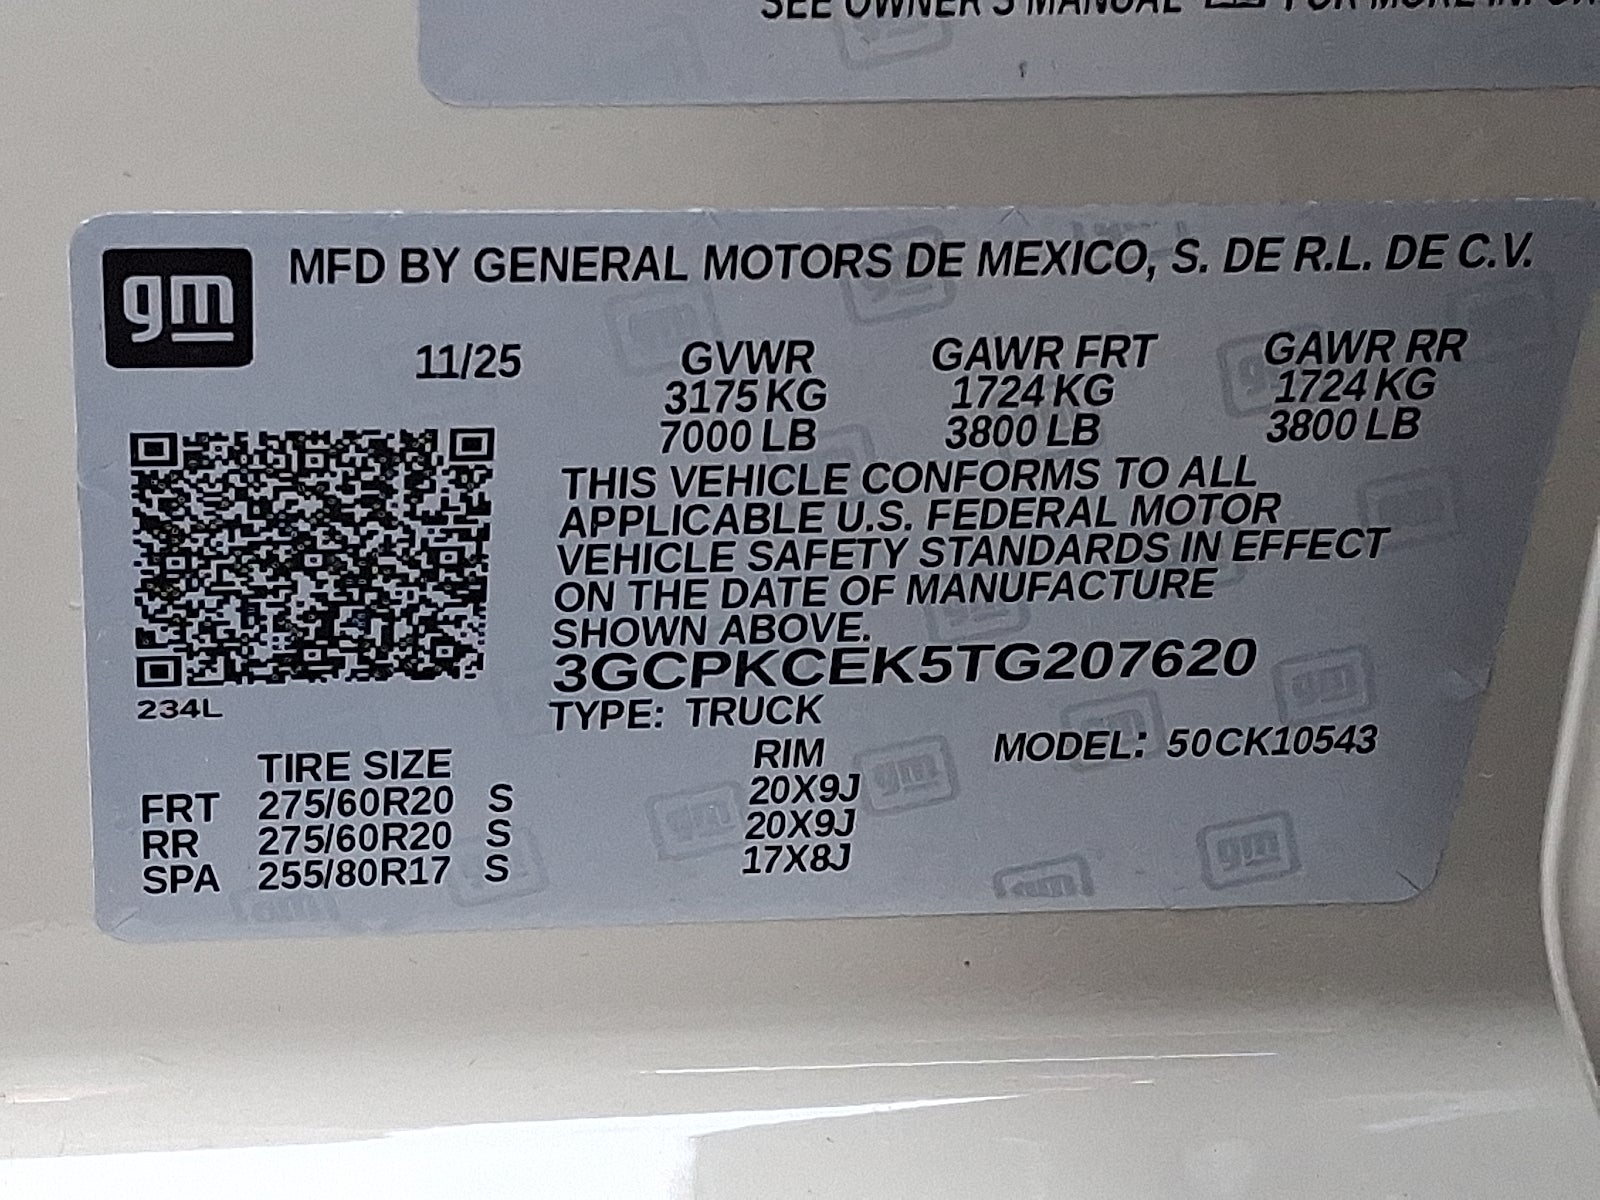 SEE OWNER'S MANUAL FOR MORE
gm MFD BY GENERAL MOTORS DE MEXICO, S. DE R.L. DE C.V.
11/25 GVWR GAWR FRT GAWR RR
3175 KG 1724 KG 1724 KG
7000 LB 3800 LB 3800 LB
THIS VEHICLE CONFORMS TO ALL
APPLICABLE U.S. FEDERAL MOTOR
VEHICLE SAFETY STANDARDS IN EFFECT
ON THE DATE OF MANUFACTURE
SHOWN ABOVE.
3GCPKCEK5TG207620
234L
TYPE: TRUCK
TIRE SIZE RIM MODEL: 50CK10543
FRT 275/60R20 S 20X9J
RR 275/60R20 S 20X9J
SPA 255/80R17 S 17X8J